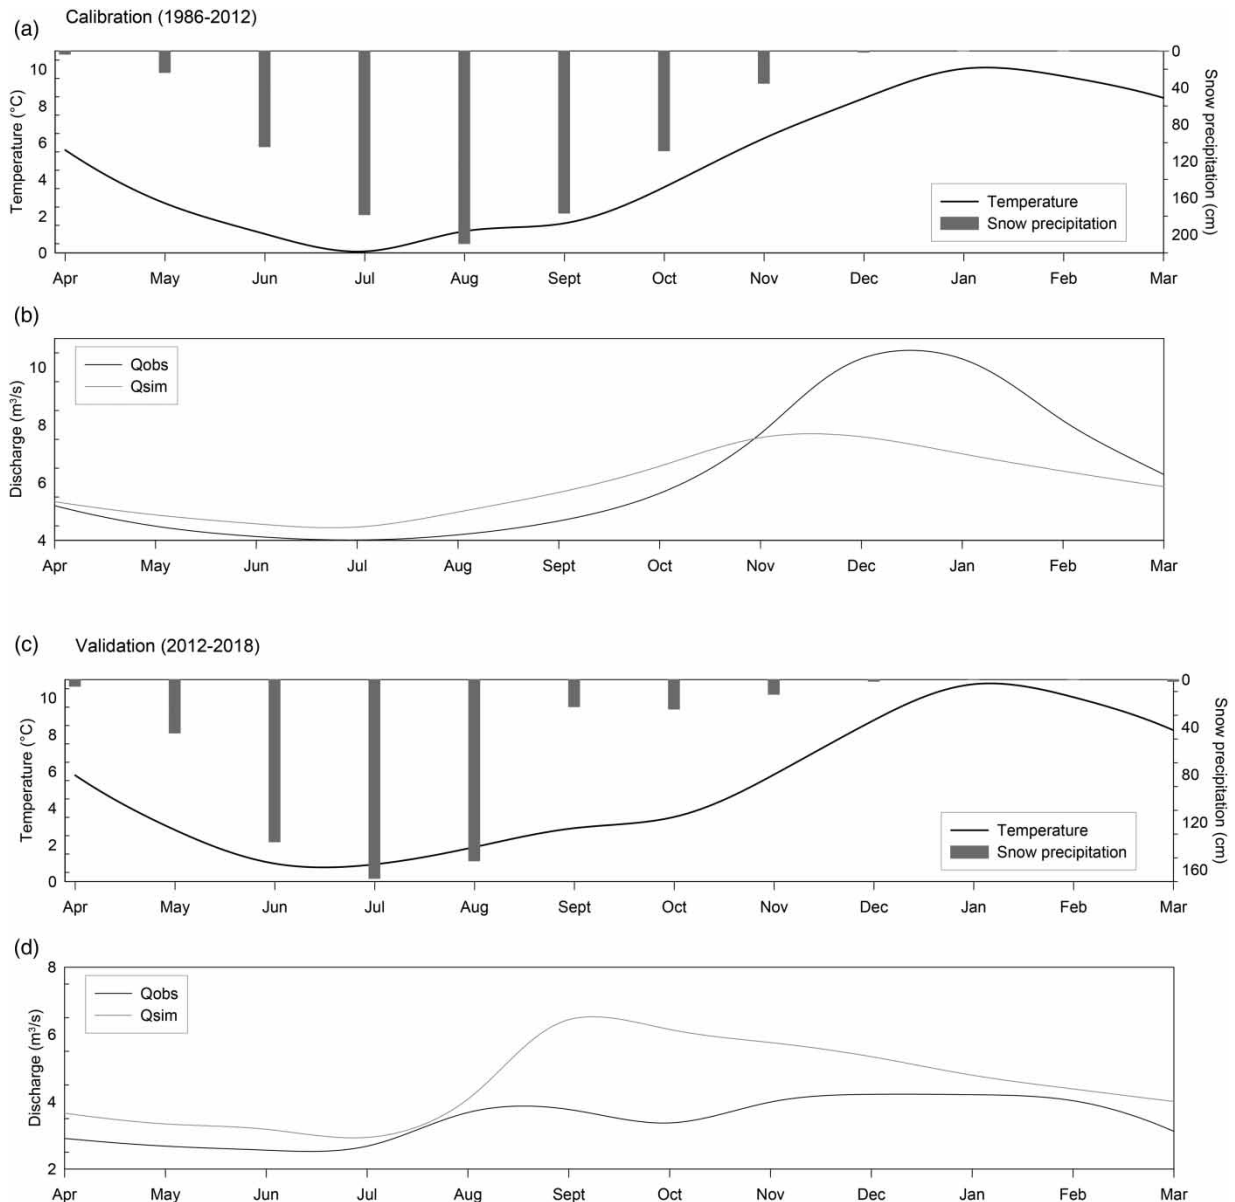 (a) Calibration (1986-2012)
Temperature (°C)
10
8
6
4
2
0
0
40
80
120
160
200
Snow precipitation (cm)
Temperature
Snow precipitation
Apr May Jun Jul Aug Sept Oct Nov Dec Jan Feb Mar
(b)
Discharge (m³/s)
10
8
6
4
Qobs
Qsim
Apr May Jun Jul Aug Sept Oct Nov Dec Jan Feb Mar
(c) Validation (2012-2018)
Temperature (°C)
10
8
6
4
2
0
0
40
80
120
160
Snow precipitation (cm)
Temperature
Snow precipitation
Apr May Jun Jul Aug Sept Oct Nov Dec Jan Feb Mar
(d)
Discharge (m³/s)
8
6
4
2
Qobs
Qsim
Apr May Jun Jul Aug Sept Oct Nov Dec Jan Feb Mar